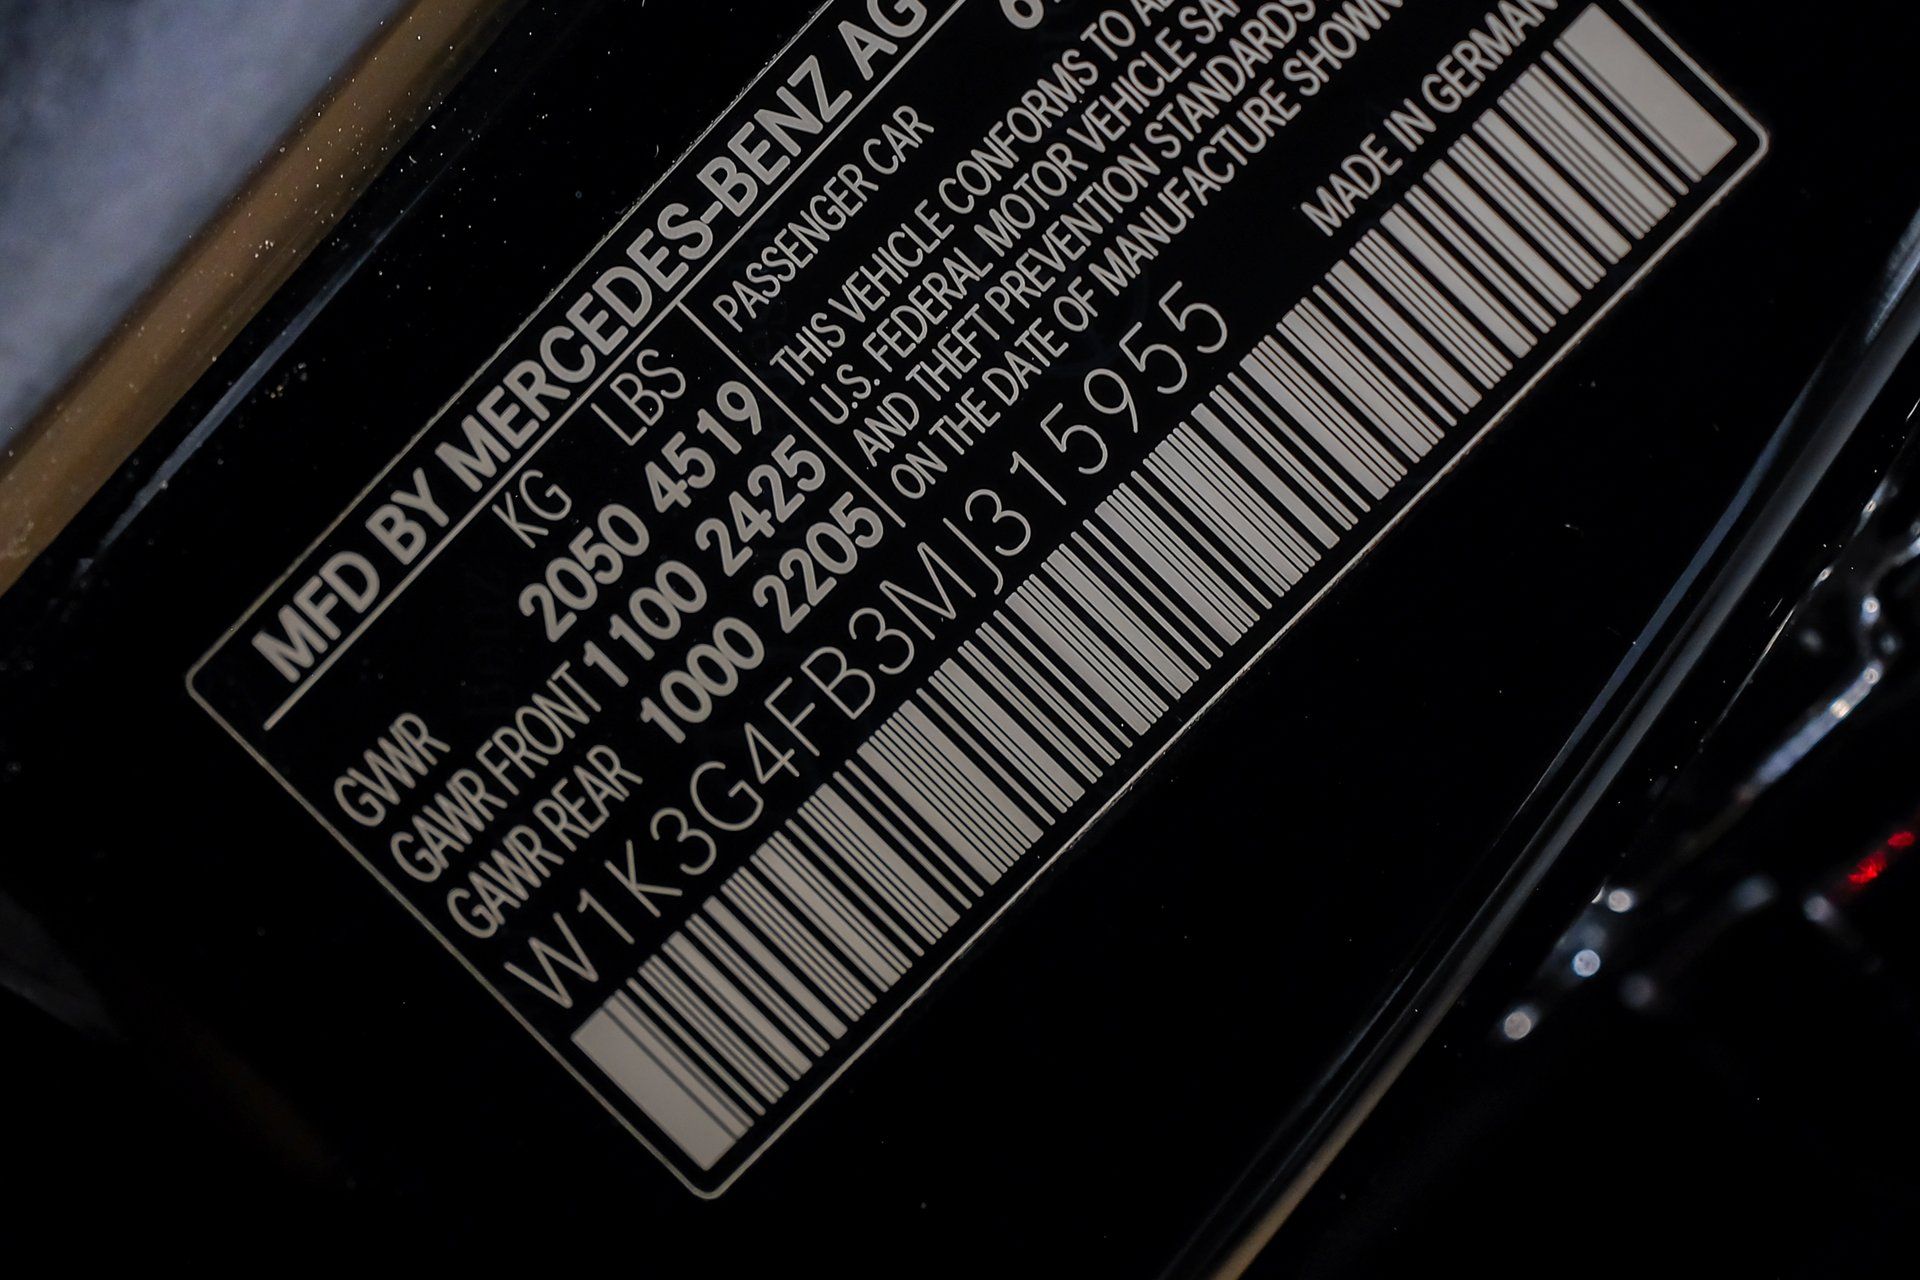 MFD BY MERCEDES-BENZ AG
KG LBS
GVWR 2050 4519
GAWR FRONT 1100 2425
GAWR REAR 1000 2205
PASSENGER CAR
THIS VEHICLE CONFORMS TO
U.S. FEDERAL MOTOR VEHICLE
AND THEFT PREVENTION STANDARDS
ON THE DATE OF MANUFACTURE SHOWN
MADE IN GERMAN
W1K3G4FB3MJ315955